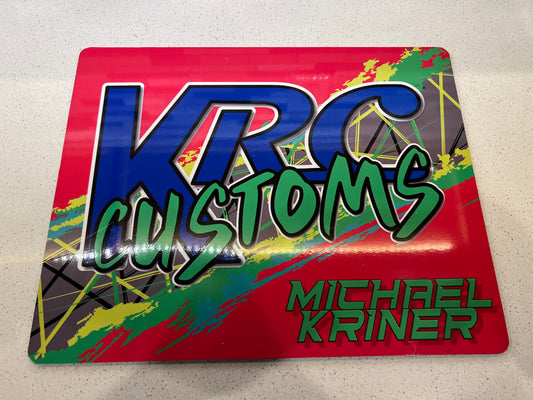 KRC
CUSTOMS
MICHAEL
KRINER